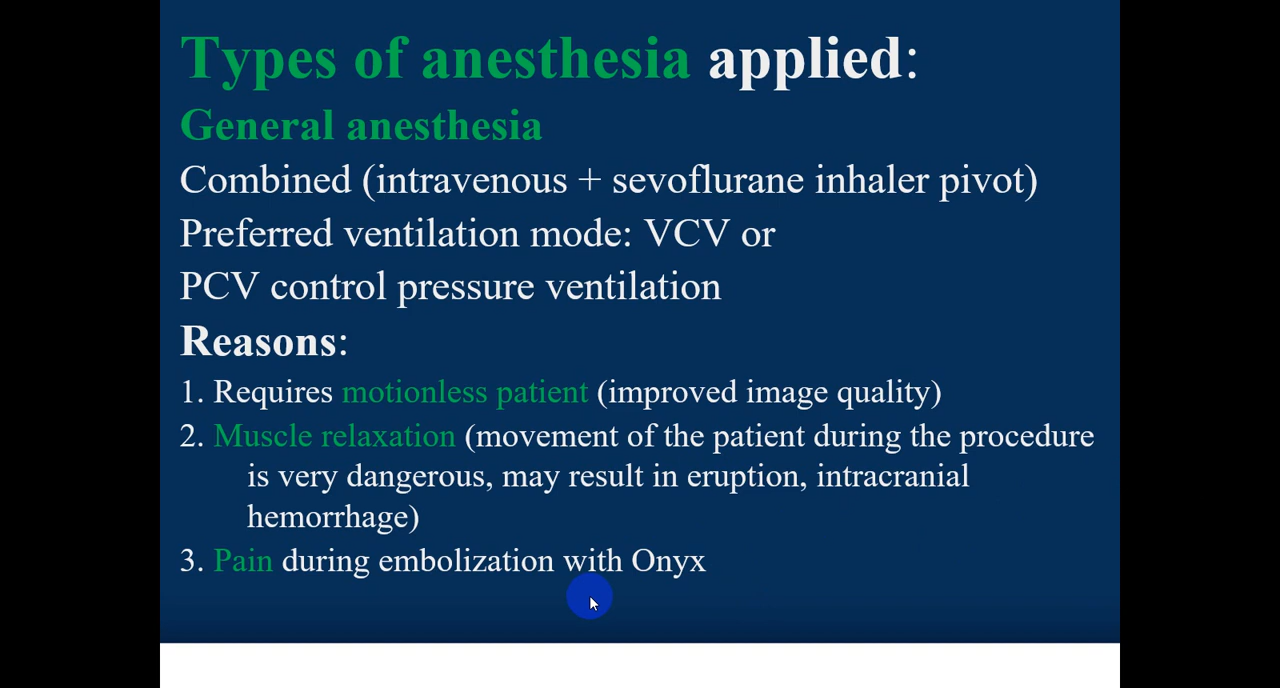 Types of anesthesia applied:
General anesthesia
Combined (intravenous + sevoflurane inhaler pivot)
Preferred ventilation mode: VCV or
PCV control pressure ventilation
Reasons:
1. Requires motionless patient (improved image quality)
2. Muscle relaxation (movement of the patient during the procedure
is very dangerous, may result in eruption, intracranial
hemorrhage)
3. Pain during embolization with Onyx